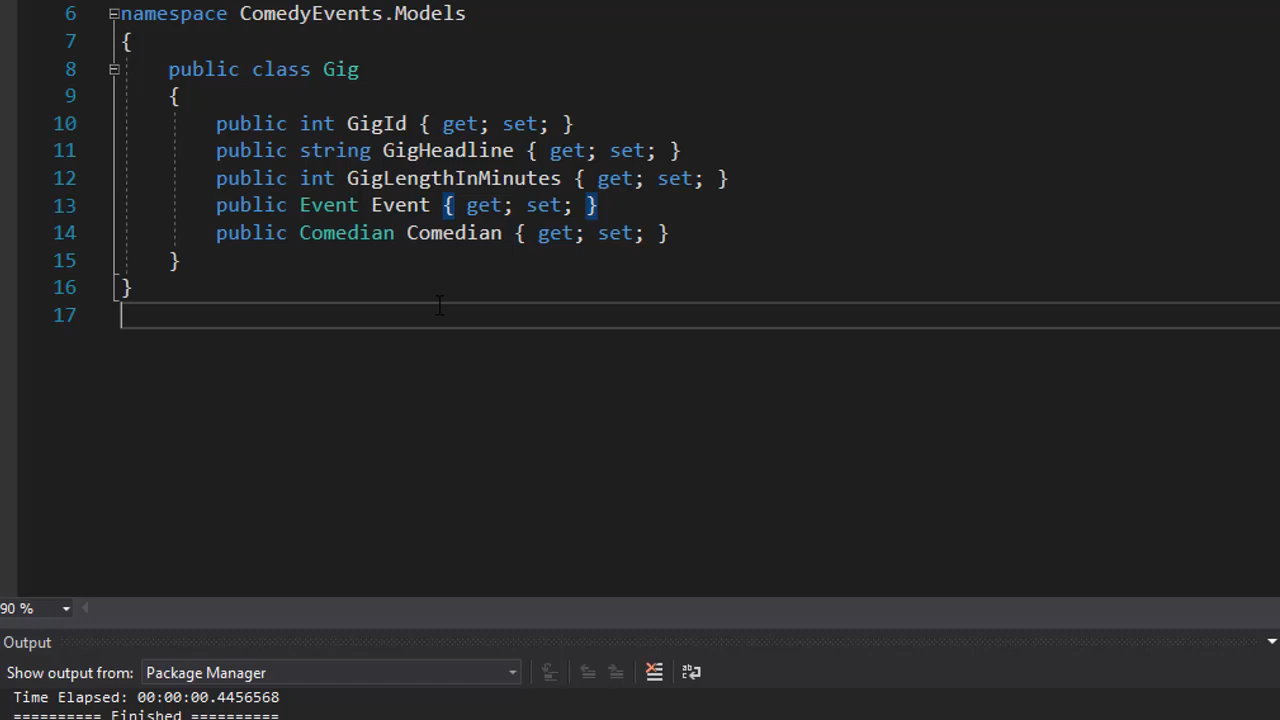 6 namespace ComedyEvents.Models
7 {
8 public class Gig
9 {
10 public int GigId { get; set; }
11 public string GigHeadline { get; set; }
12 public int GigLengthInMinutes { get; set; }
13 public Event Event { get; set; }
14 public Comedian Comedian { get; set; }
15 }
16 }
17
90 %
Output
Show output from: Package Manager
Time Elapsed: 00:00:00.4456568
========== Finished ==========